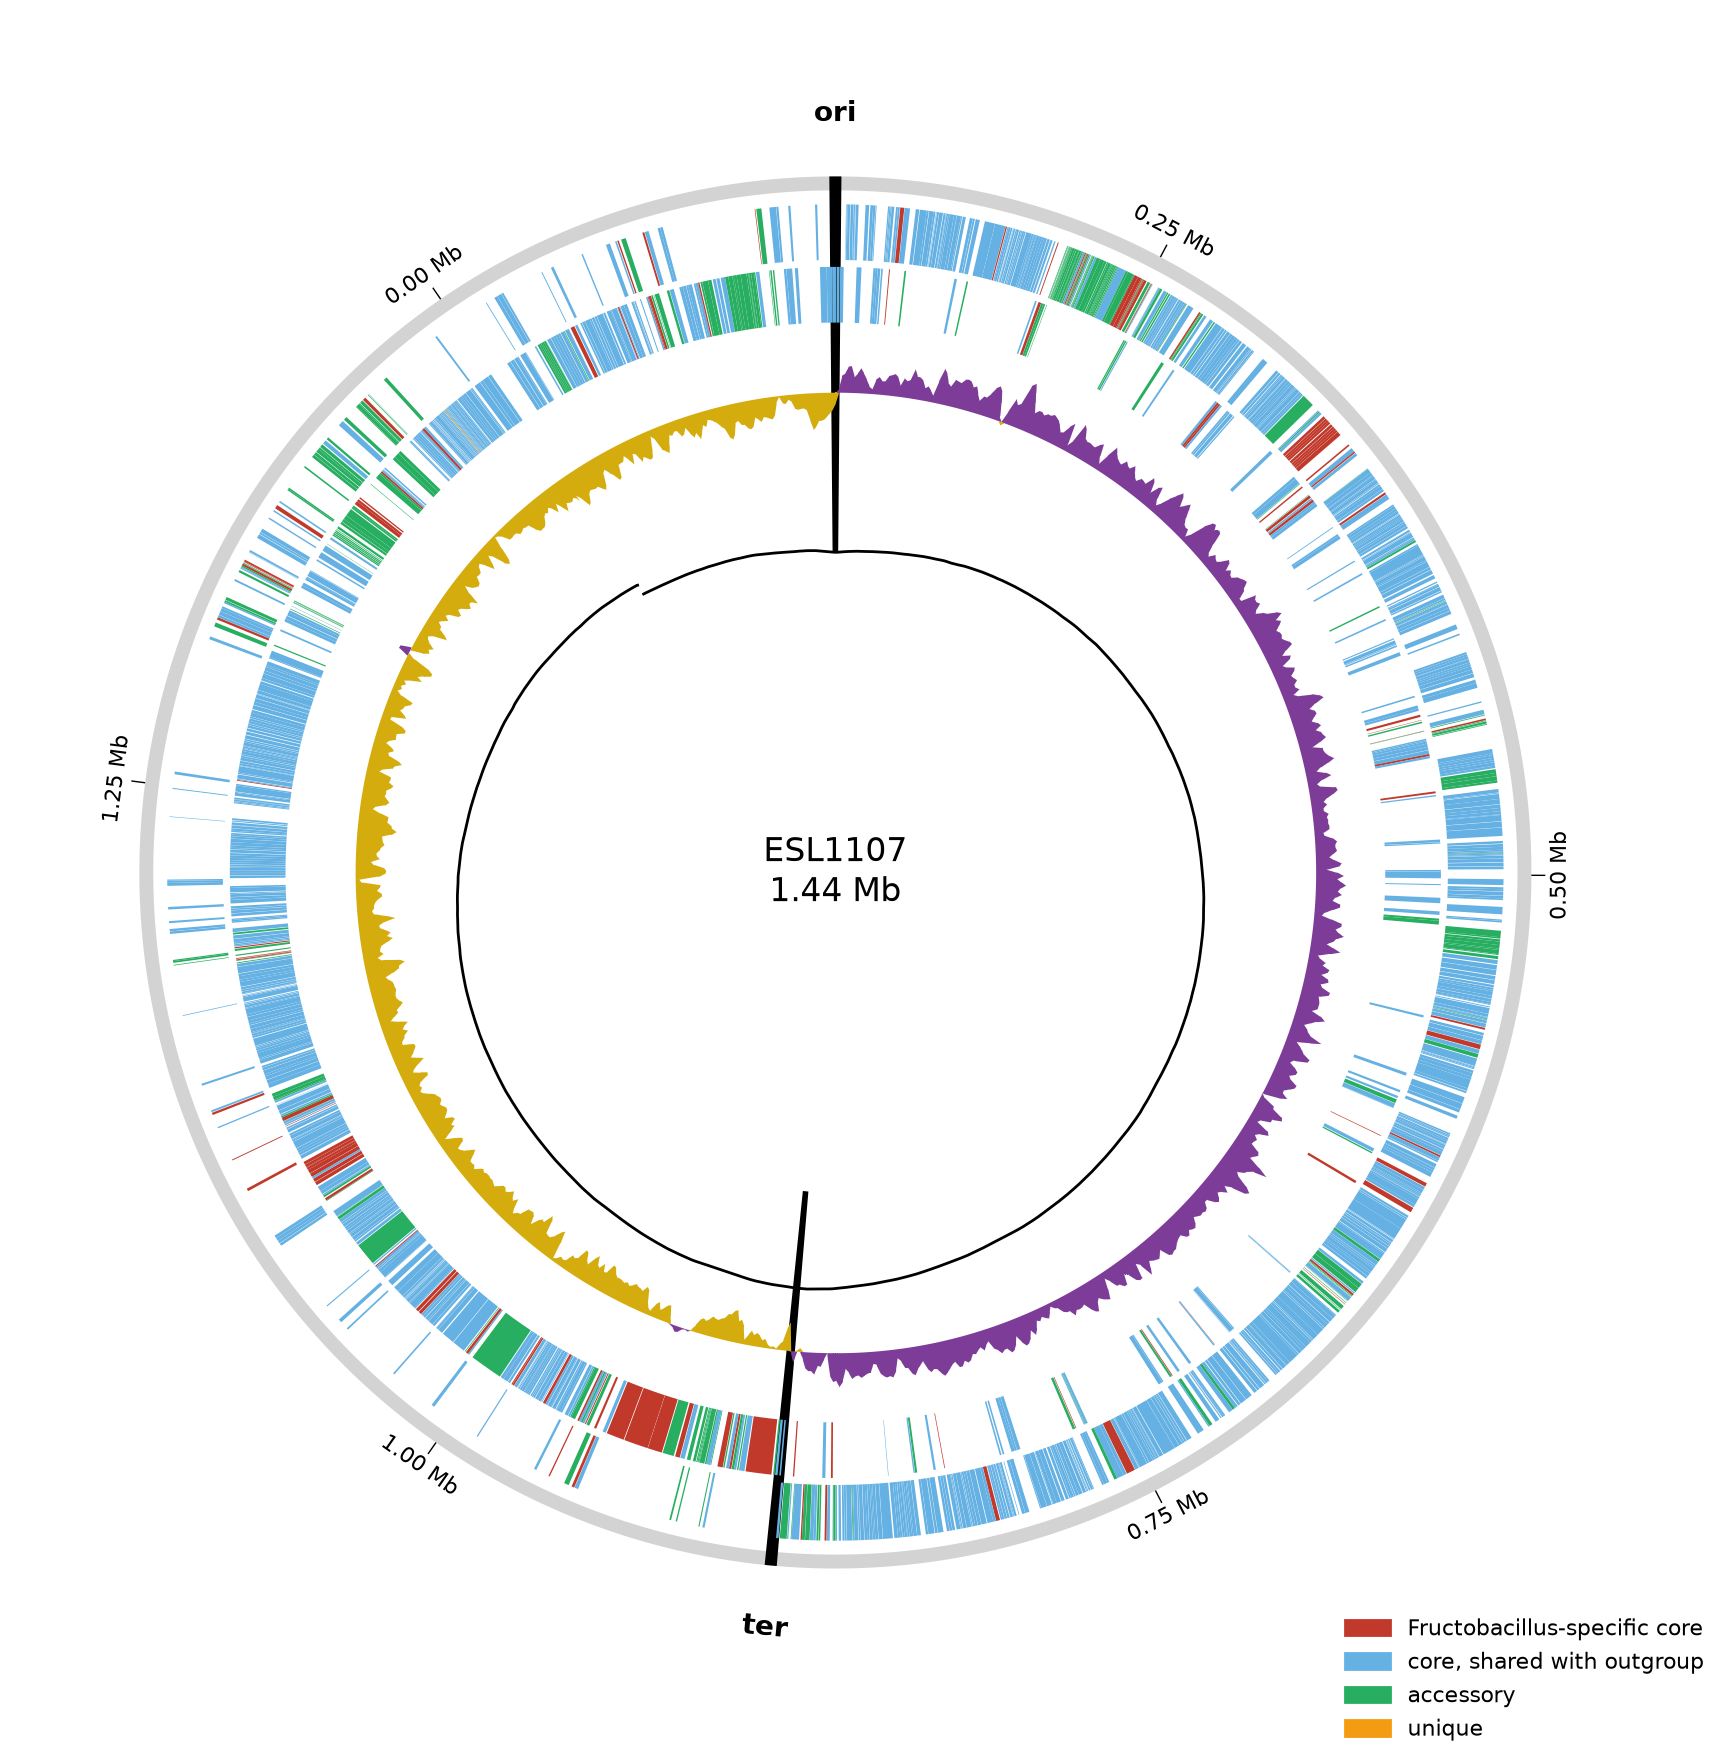 ori
0.00 Mb
0.25 Mb
1.25 Mb
0.50 Mb
ESL1107
1.44 Mb
1.00 Mb
0.75 Mb
ter
Fructobacillus-specific core
core, shared with outgroup
accessory
unique